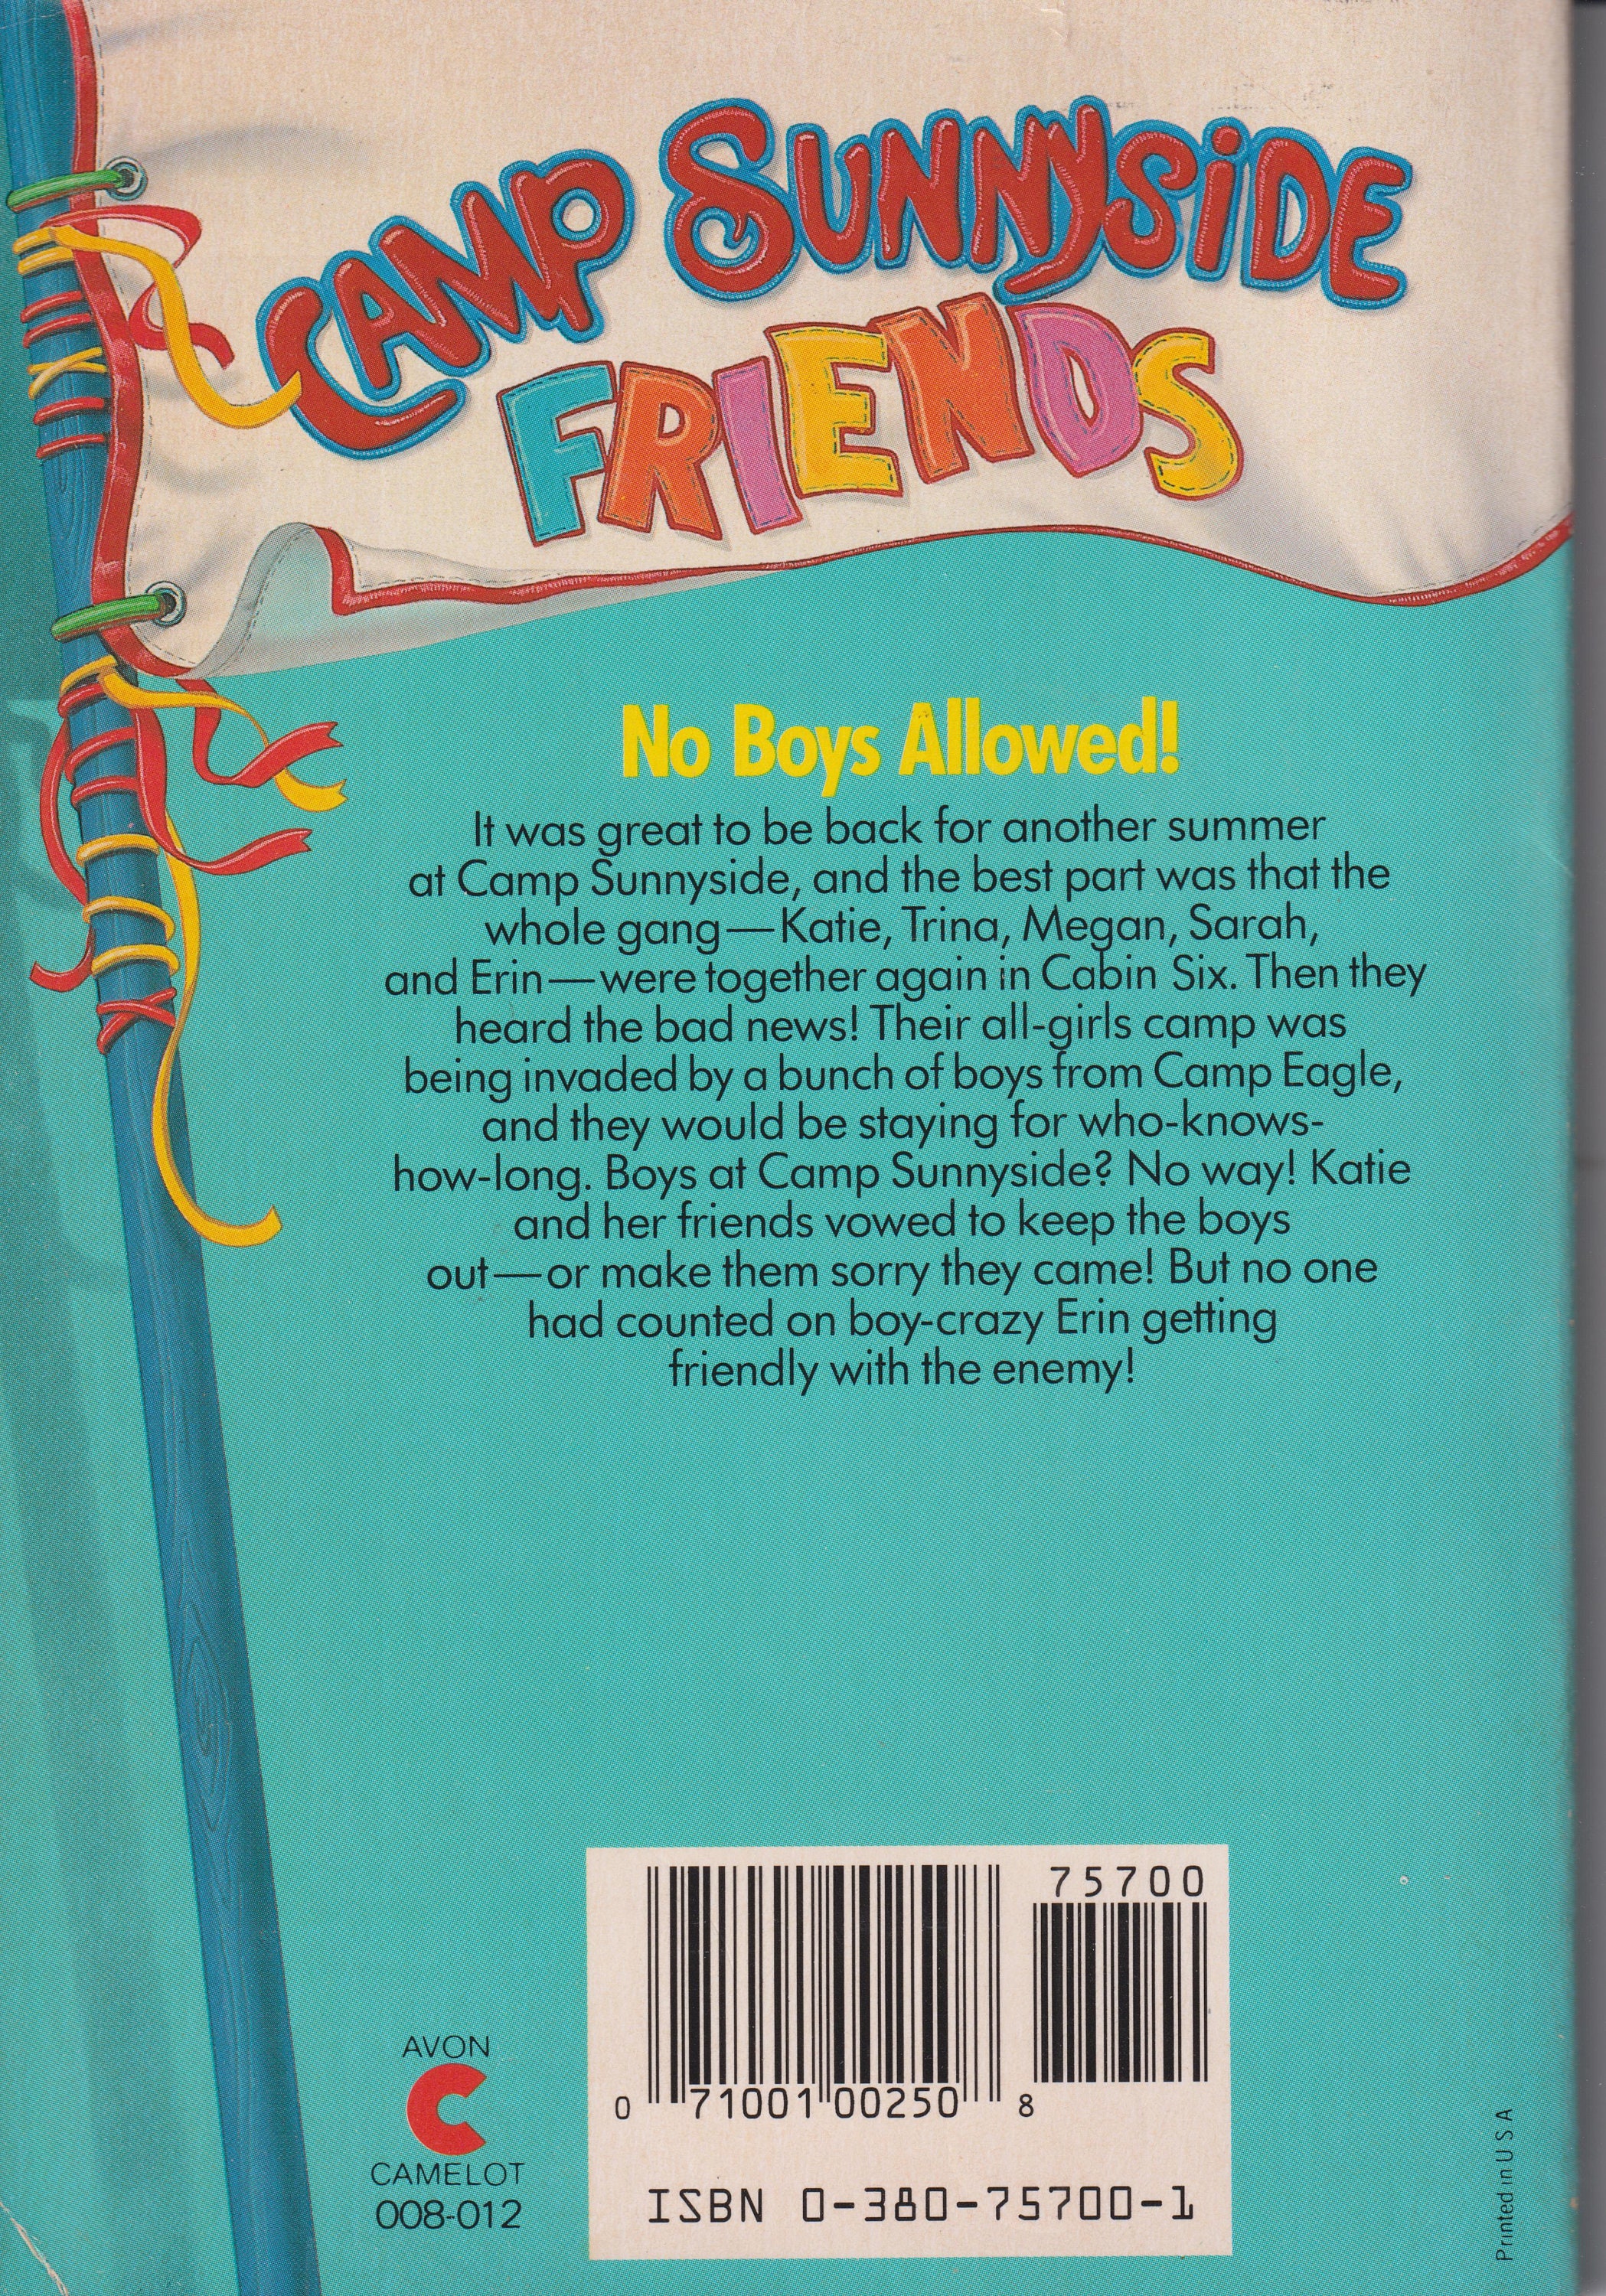 CAMP SUNNYSiDE
FRIENDS
No Boys Allowed!
It was great to be back for another summer
at Camp Sunnyside, and the best part was that the
whole gang—Katie, Trina, Megan, Sarah,
and Erin—were together again in Cabin Six. Then they
heard the bad news! Their all-girls camp was
being invaded by a bunch of boys from Camp Eagle,
and they would be staying for who-knows-
how-long. Boys at Camp Sunnyside? No way! Katie
and her friends vowed to keep the boys
out—or make them sorry they came! But no one
had counted on boy-crazy Erin getting
friendly with the enemy!
75700
0 71001 00250 8
ISBN 0-380-75700-1
AVON
C
CAMELOT
008-012
Printed in U S A